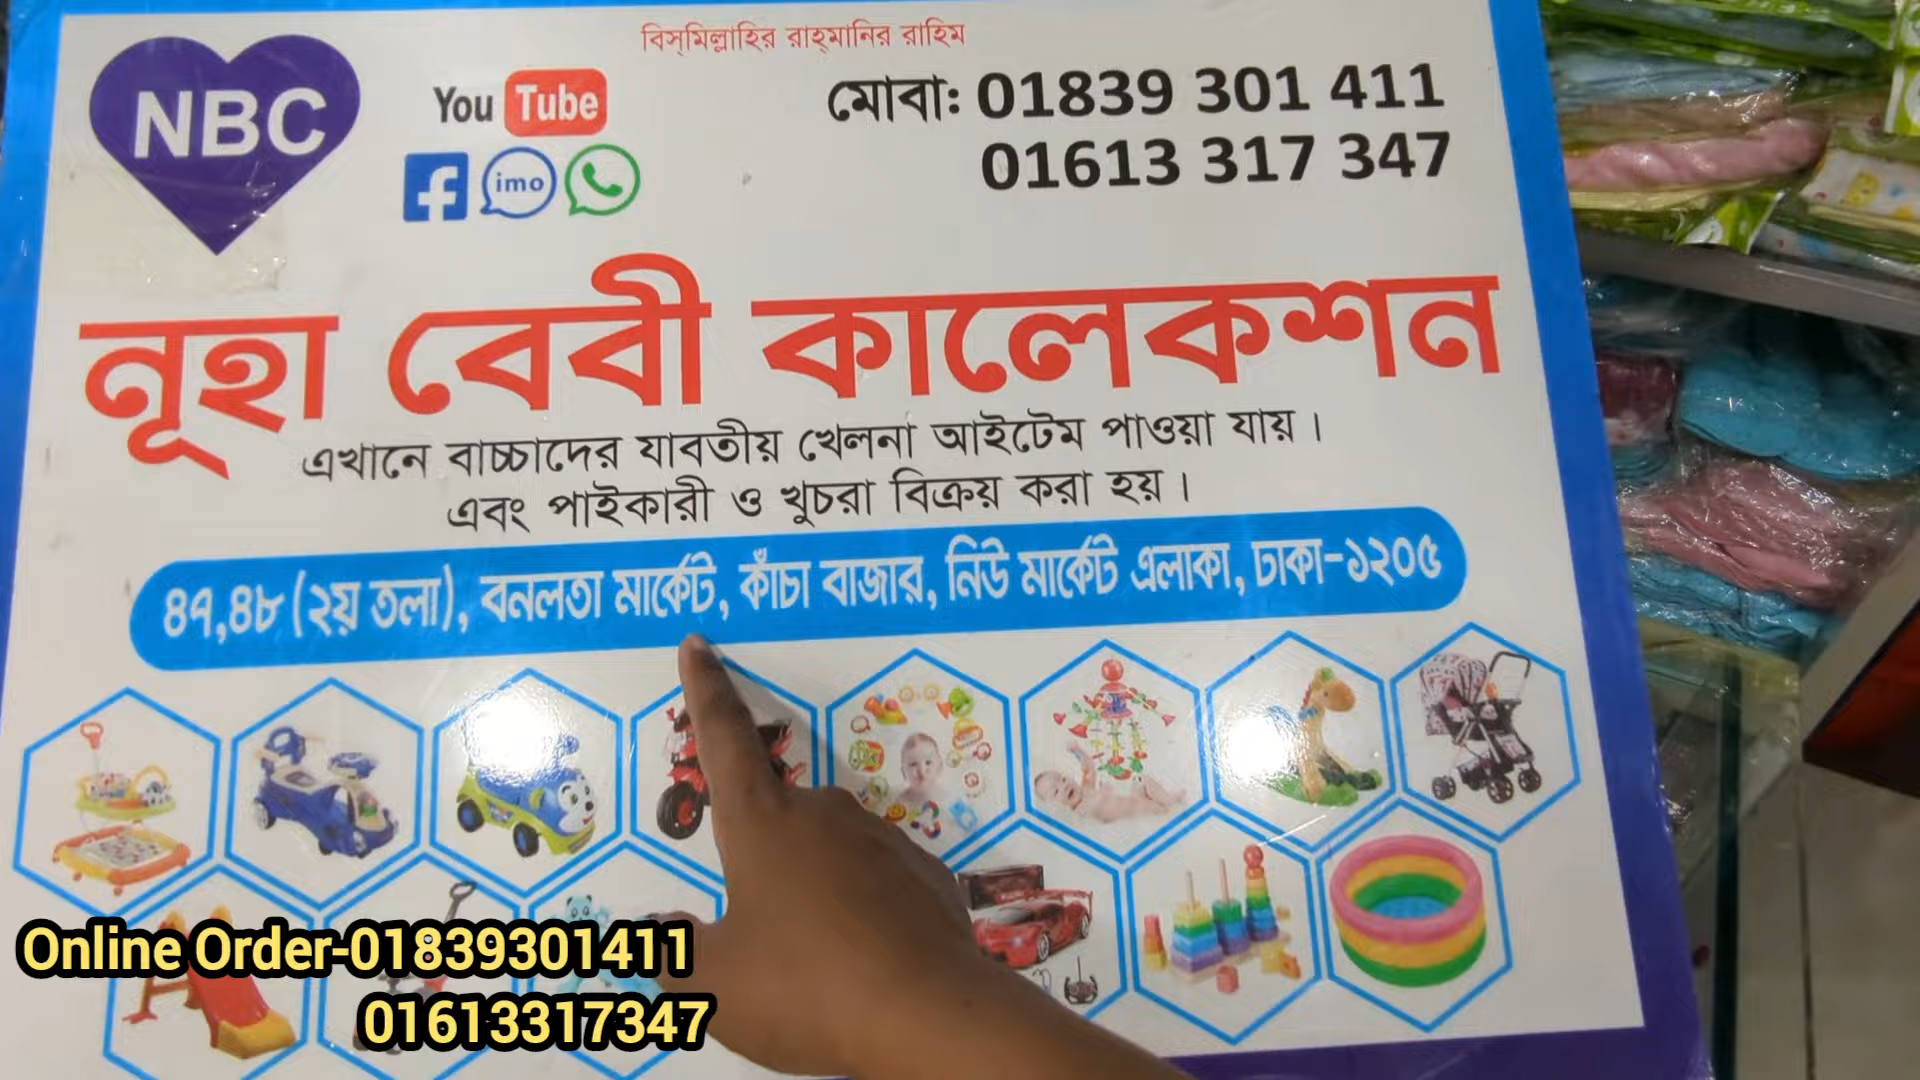 বিস্‌মিল্লাহির রাহ্‌মানির রাহিম
NBC
You Tube
imo
মোবাঃ 01839 301 411
01613 317 347
নূহা বেবী কালেকশন
এখানে বাচ্চাদের যাবতীয় খেলনা আইটেম পাওয়া যায়।
এবং পাইকারী ও খুচরা বিক্রয় করা হয়।
৪৭,৪৮ (২য় তলা), বনলতা মার্কেট, কাঁচা বাজার, নিউ মার্কেট এলাকা, ঢাকা-১২০৫
Online Order-01839301411
01613317347